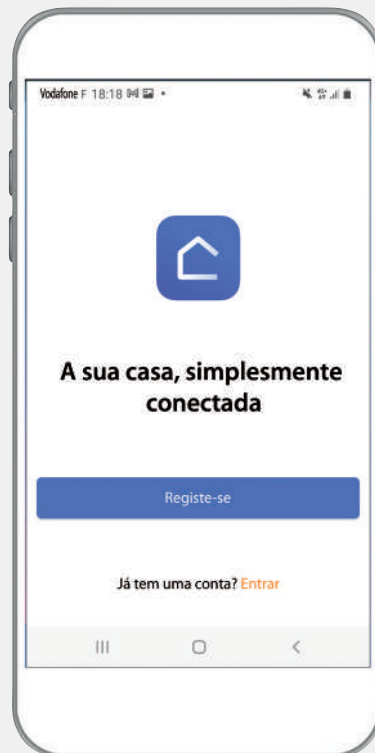 Vodafone F 18:18
A sua casa, simplesmente
conectada
Registe-se
Já tem uma conta? Entrar